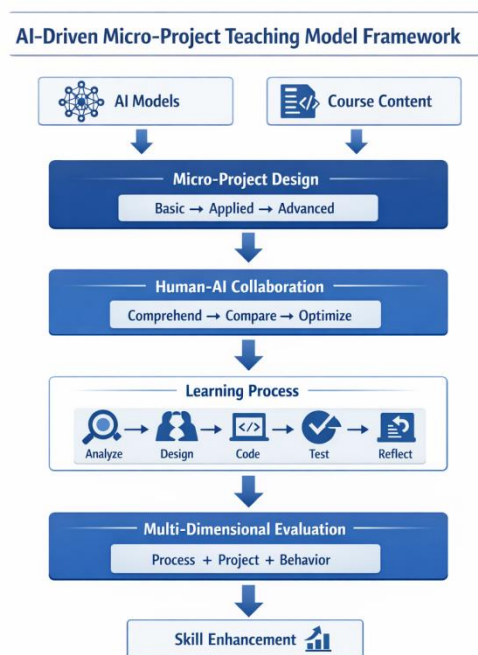 AI-Driven Micro-Project Teaching Model Framework
AI Models
Course Content
Micro-Project Design
Basic → Applied → Advanced
Human-AI Collaboration
Comprehend → Compare → Optimize
Learning Process
</>
Analyze → Design → Code → Test → Reflect
Multi-Dimensional Evaluation
Process + Project + Behavior
Skill Enhancement